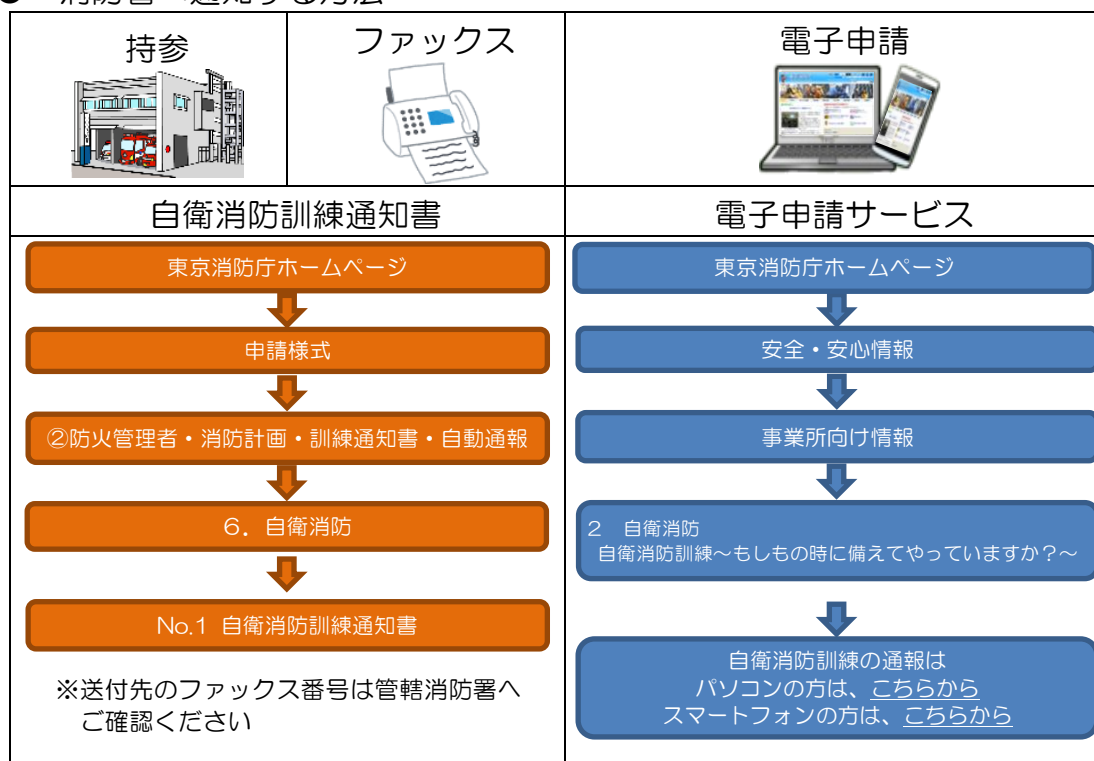 ● 消防署へ通知する方法
持参
ファックス
電子申請
自衛消防訓練通知書
電子申請サービス
東京消防庁ホームページ
申請様式
②防火管理者・消防計画・訓練通知書・自動通報
６．自衛消防
No.1 自衛消防訓練通知書
※送付先のファックス番号は管轄消防署へ
ご確認ください
東京消防庁ホームページ
安全・安心情報
事業所向け情報
２ 自衛消防
自衛消防訓練～もしもの時に備えてやっていますか？～
自衛消防訓練の通報は
パソコンの方は、こちらから
スマートフォンの方は、こちらから